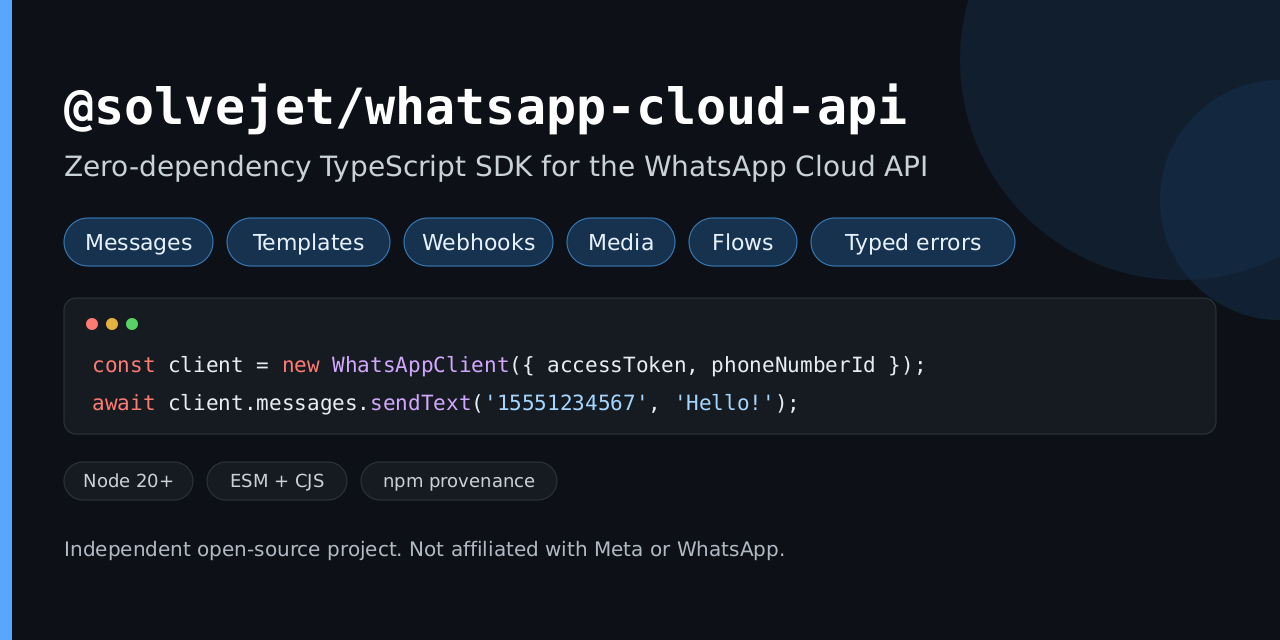 @solvejet/whatsapp-cloud-api
Zero-dependency TypeScript SDK for the WhatsApp Cloud API
Messages Templates Webhooks Media Flows Typed errors
const client = new WhatsAppClient({ accessToken, phoneNumberId });
await client.messages.sendText('15551234567', 'Hello!');
Node 20+ ESM + CJS npm provenance
Independent open-source project. Not affiliated with Meta or WhatsApp.